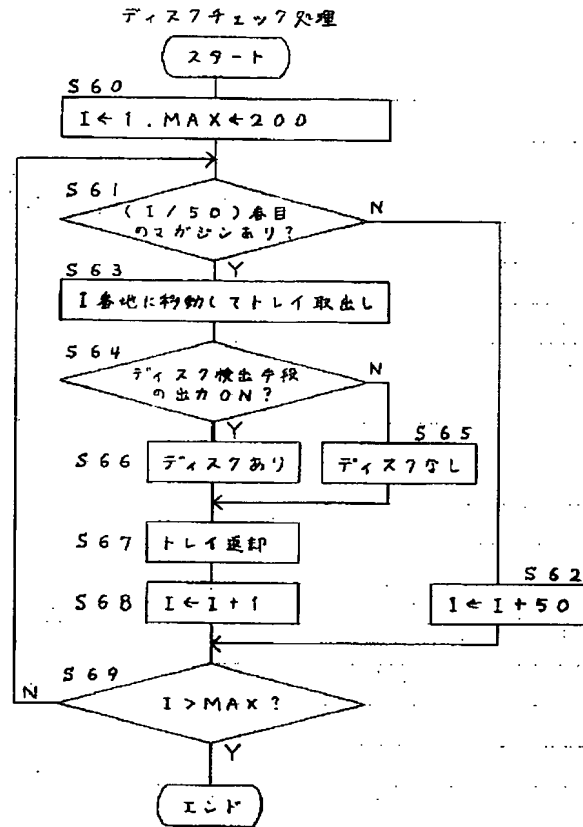 ディスクチェック処理
スタート
S60
I←1.MAX←200
S61
(I/50)番目
のマガジンあり?
N
Y
S63
I番地に移動してトレイ取出し
S64
ディスク検出手段
の出力ON?
N
Y
S65
S66
ディスクあり
ディスクなし
S67
トレイ返却
S68
I←I+1
S62
I←I+50
S69
N
I>MAX?
Y
エンド